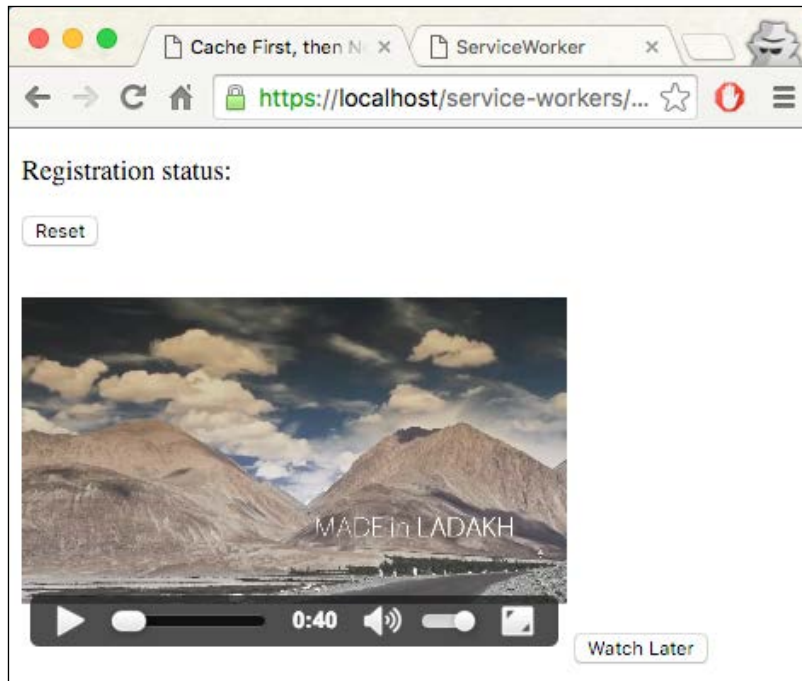 Cache First, then N
ServiceWorker
https://localhost/service-workers/...
Registration status:
Reset
MADE in LADAKH
0:40
Watch Later